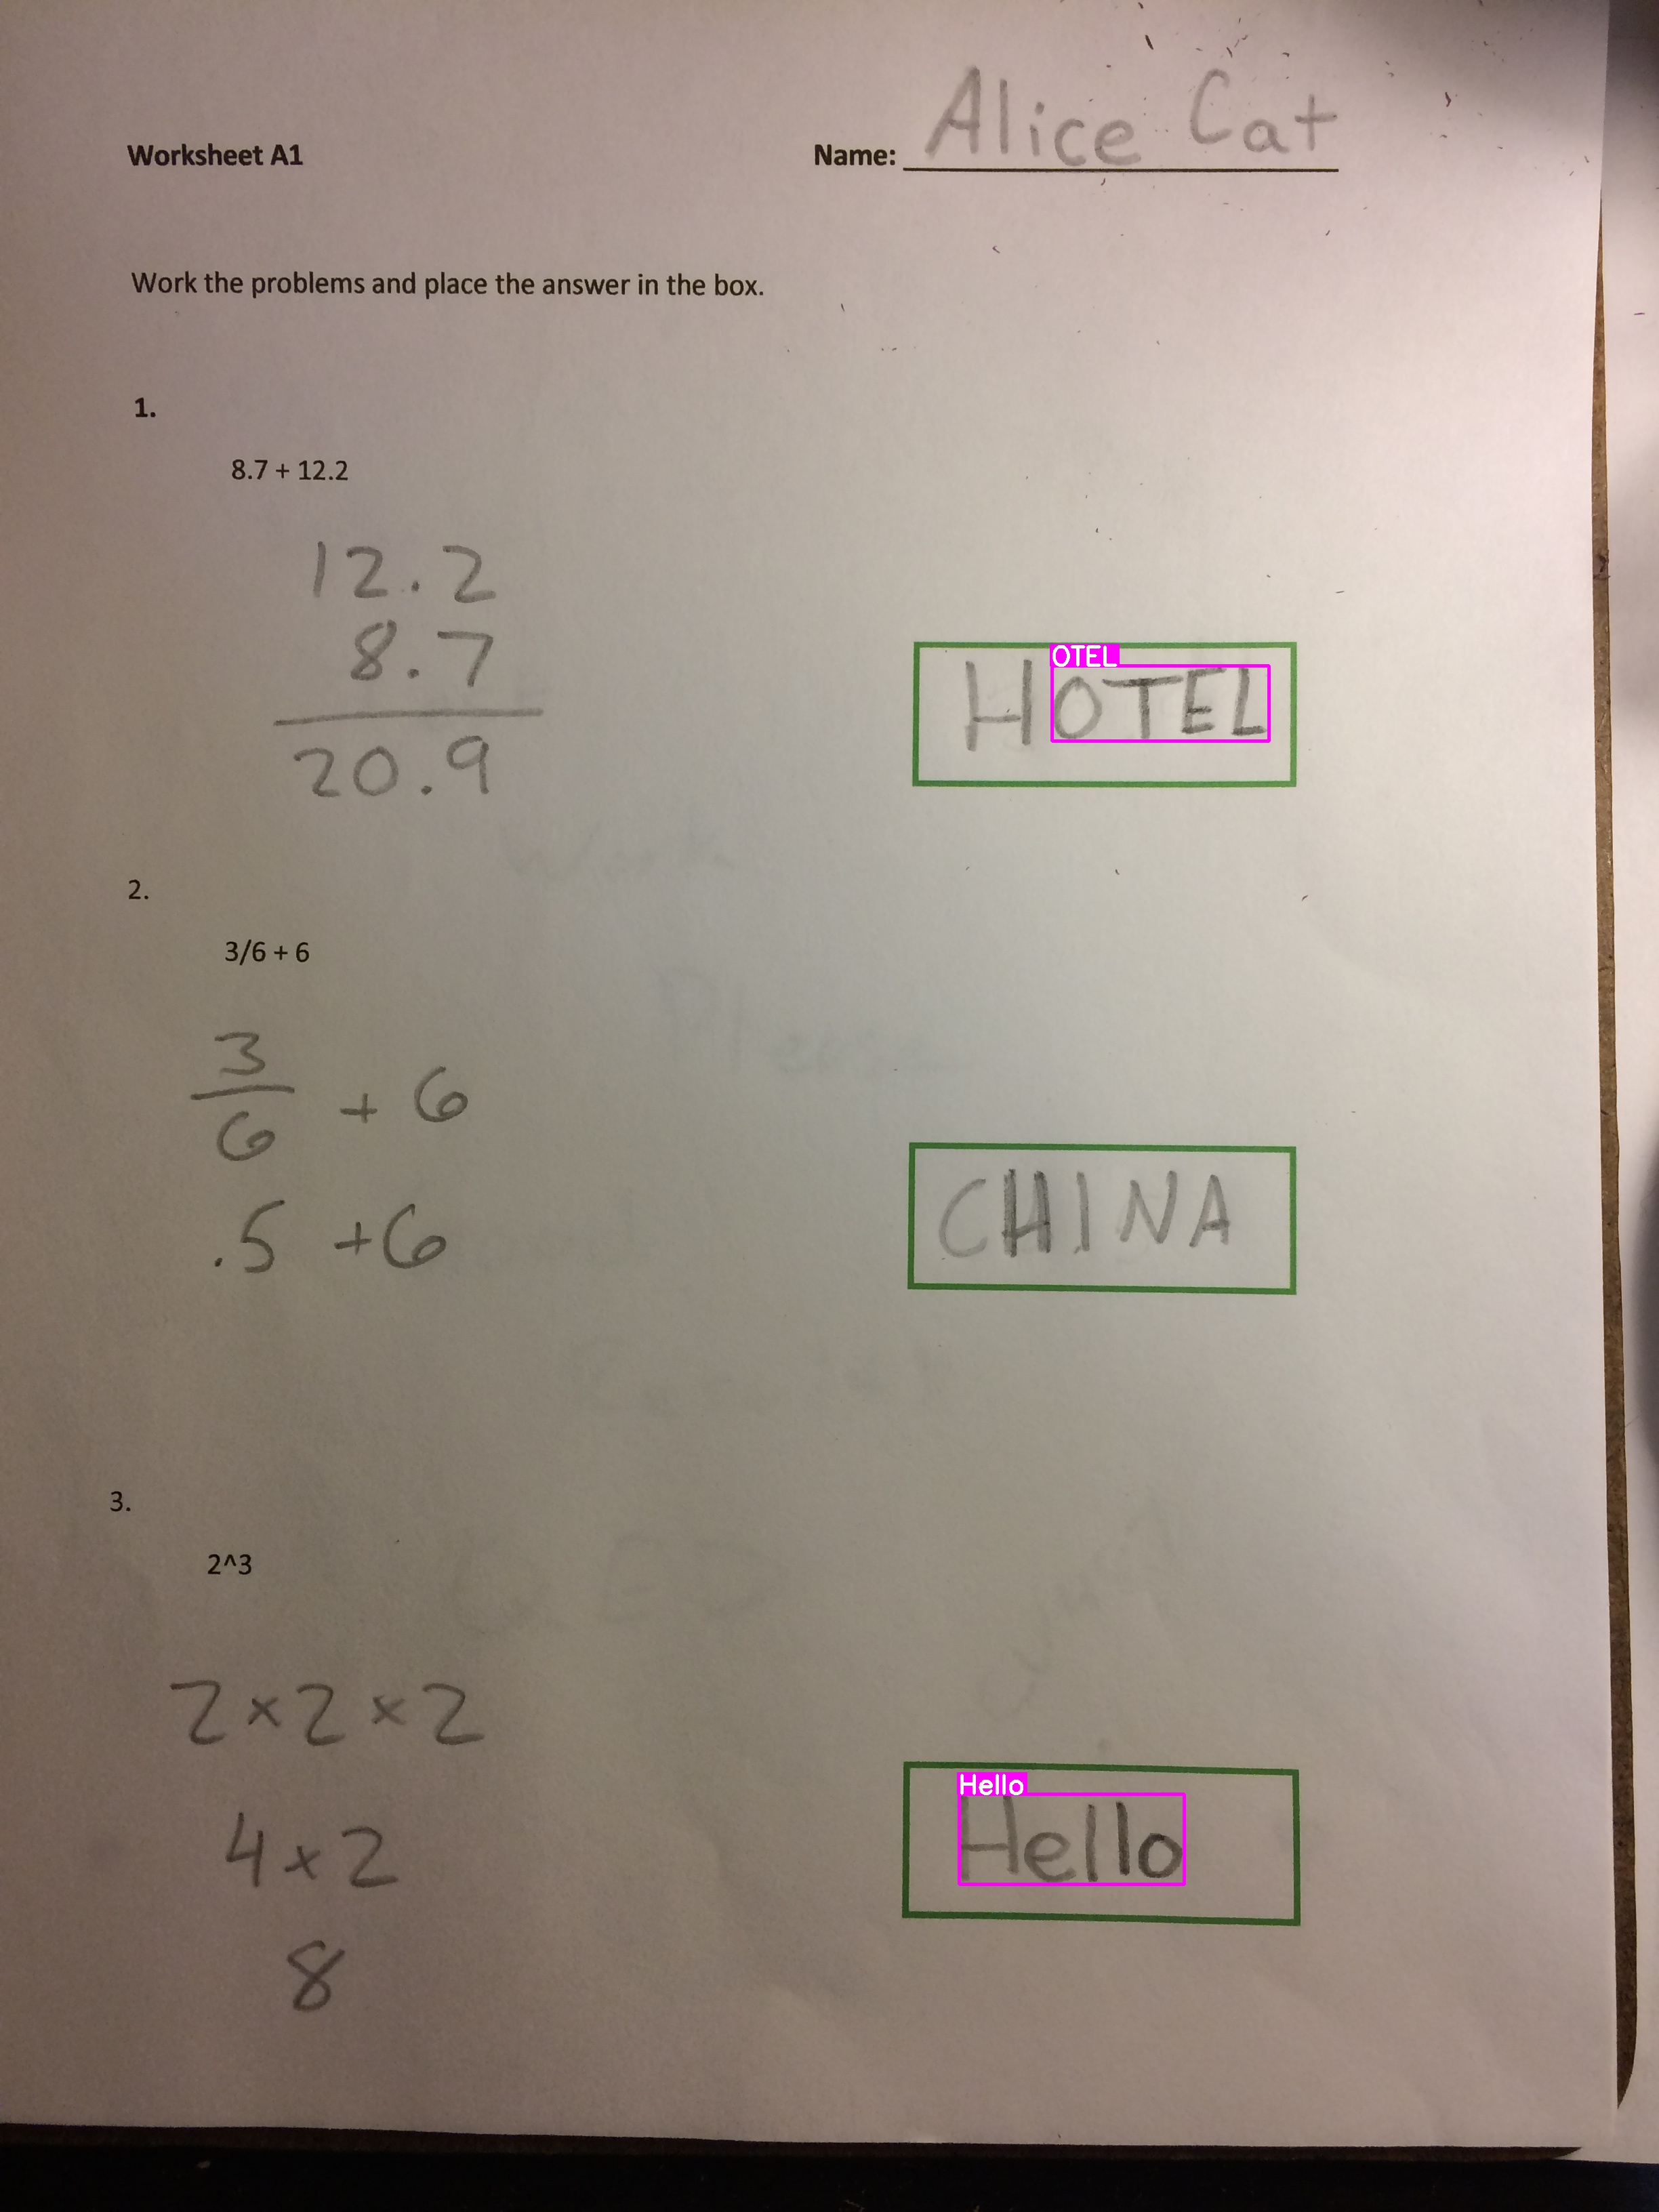 Worksheet A1 Name: Alice Cat
Work the problems and place the answer in the box.
1.
8.7 + 12.2
12.2
8.7
20.9
OTEL
HOTEL
2.
3/6 + 6
3/6 + 6
.5 + 6
CHINA
3.
2^3
2 × 2 × 2
4 × 2
8
Hello
Hello